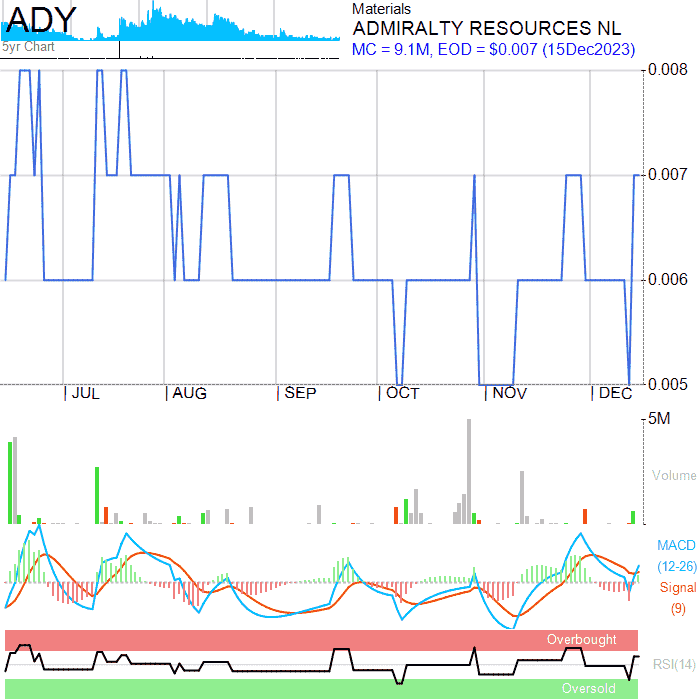 ADY
5yr Chart
Materials
ADMIRALTY RESOURCES NL
MC = 9.1M, EOD = $0.007 (15Dec2023)
0.008
0.007
0.006
0.005
JUL
AUG
SEP
OCT
NOV
DEC
5M
Volume
MACD
(12-26)
Signal
(9)
Overbought
RSI(14)
Oversold